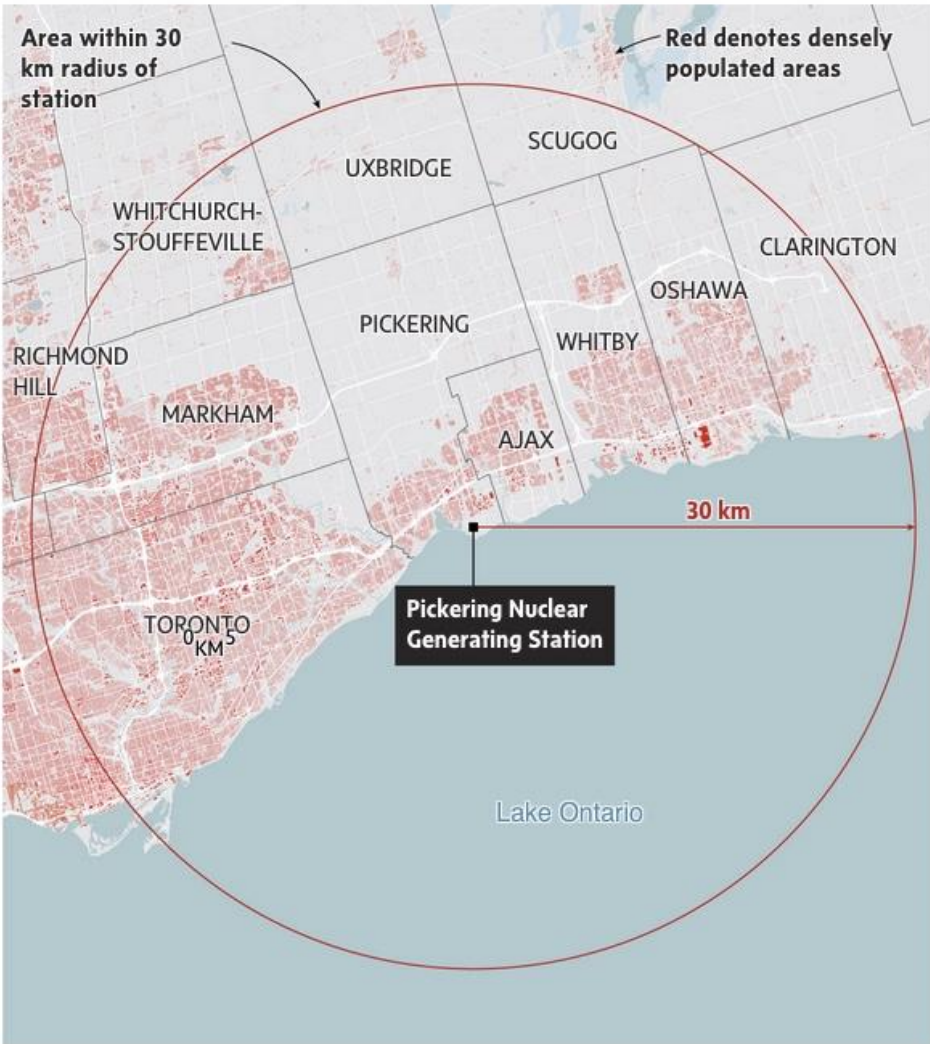 Area within 30
km radius of
station
Red denotes densely
populated areas
SCUGOG
UXBRIDGE
WHITCHURCH-
STOUFFEVILLE
CLARINGTON
OSHAWA
PICKERING
WHITBY
RICHMOND
HILL
MARKHAM
AJAX
30 km
Pickering Nuclear
Generating Station
TORONTO
0 5
KM
Lake Ontario